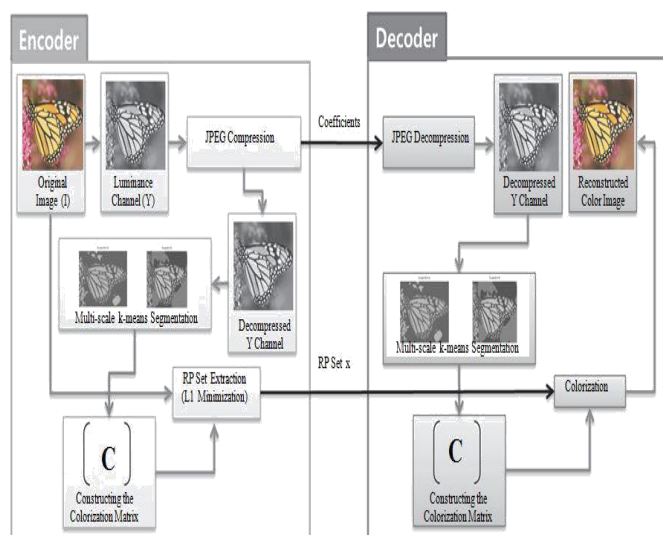 Encoder
Original
Image (I)
Luminance
Channel (Y)
JPEG Compression
Decompressed
Y Channel
Multi-scale k-means Segmentation
RP Set Extraction
(L1 Minimization)
C
Constructing the
Colorization Matrix
Coefficients
RP Set x
Decoder
JPEG Decompression
Decompressed
Y Channel
Reconstructed
Color Image
Multi-scale k-means Segmentation
Colorization
C
Constructing the
Colorization Matrix